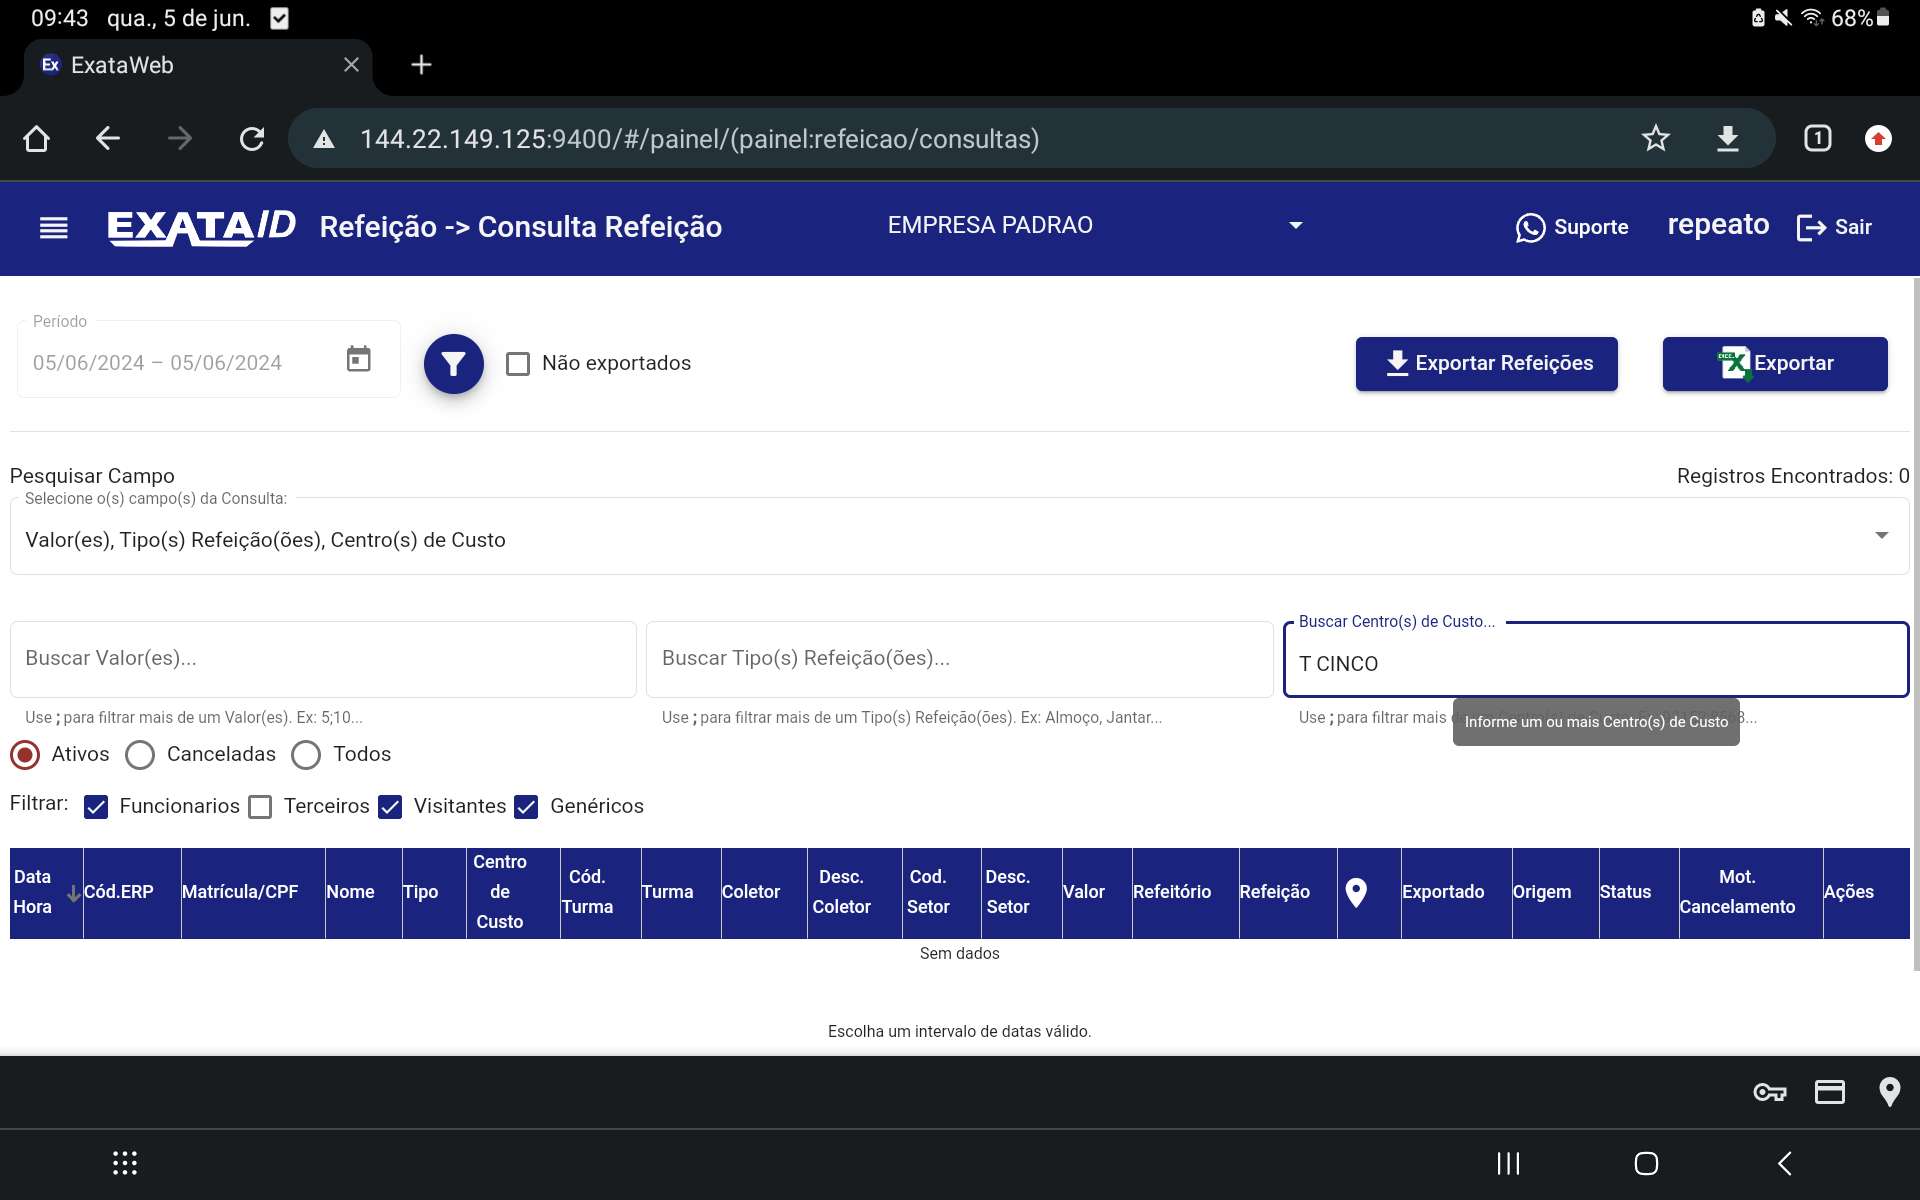 09:43 qua., 5 de jun. 68%
Ex ExataWeb
144.22.149.125:9400/#/painel/(painel:refeicao/consultas) 1
EXATA/ID Refeição -> Consulta Refeição EMPRESA PADRAO Suporte repeato Sair
Período
05/06/2024 – 05/06/2024 Não exportados Exportar Refeições Exportar
Pesquisar Campo Registros Encontrados: 0
Selecione o(s) campo(s) da Consulta:
Valor(es), Tipo(s) Refeição(ões), Centro(s) de Custo
Buscar Centro(s) de Custo...
Buscar Valor(es)... Buscar Tipo(s) Refeição(ões)... T CINCO
Use ; para filtrar mais de um Valor(es). Ex: 5;10... Use ; para filtrar mais de um Tipo(s) Refeição(ões). Ex: Almoço, Jantar... Use ; para filtrar mais
Informe um ou mais Centro(s) de Custo
Ativos Canceladas Todos
Filtrar: Funcionarios Terceiros Visitantes Genéricos
Data Hora Cód.ERP Matrícula/CPF Nome Tipo Centro de Custo Cód. Turma Turma Coletor Desc. Coletor Cod. Setor Desc. Setor Valor Refeitório Refeição Exportado Origem Status Mot. Cancelamento Ações
Sem dados
Escolha um intervalo de datas válido.